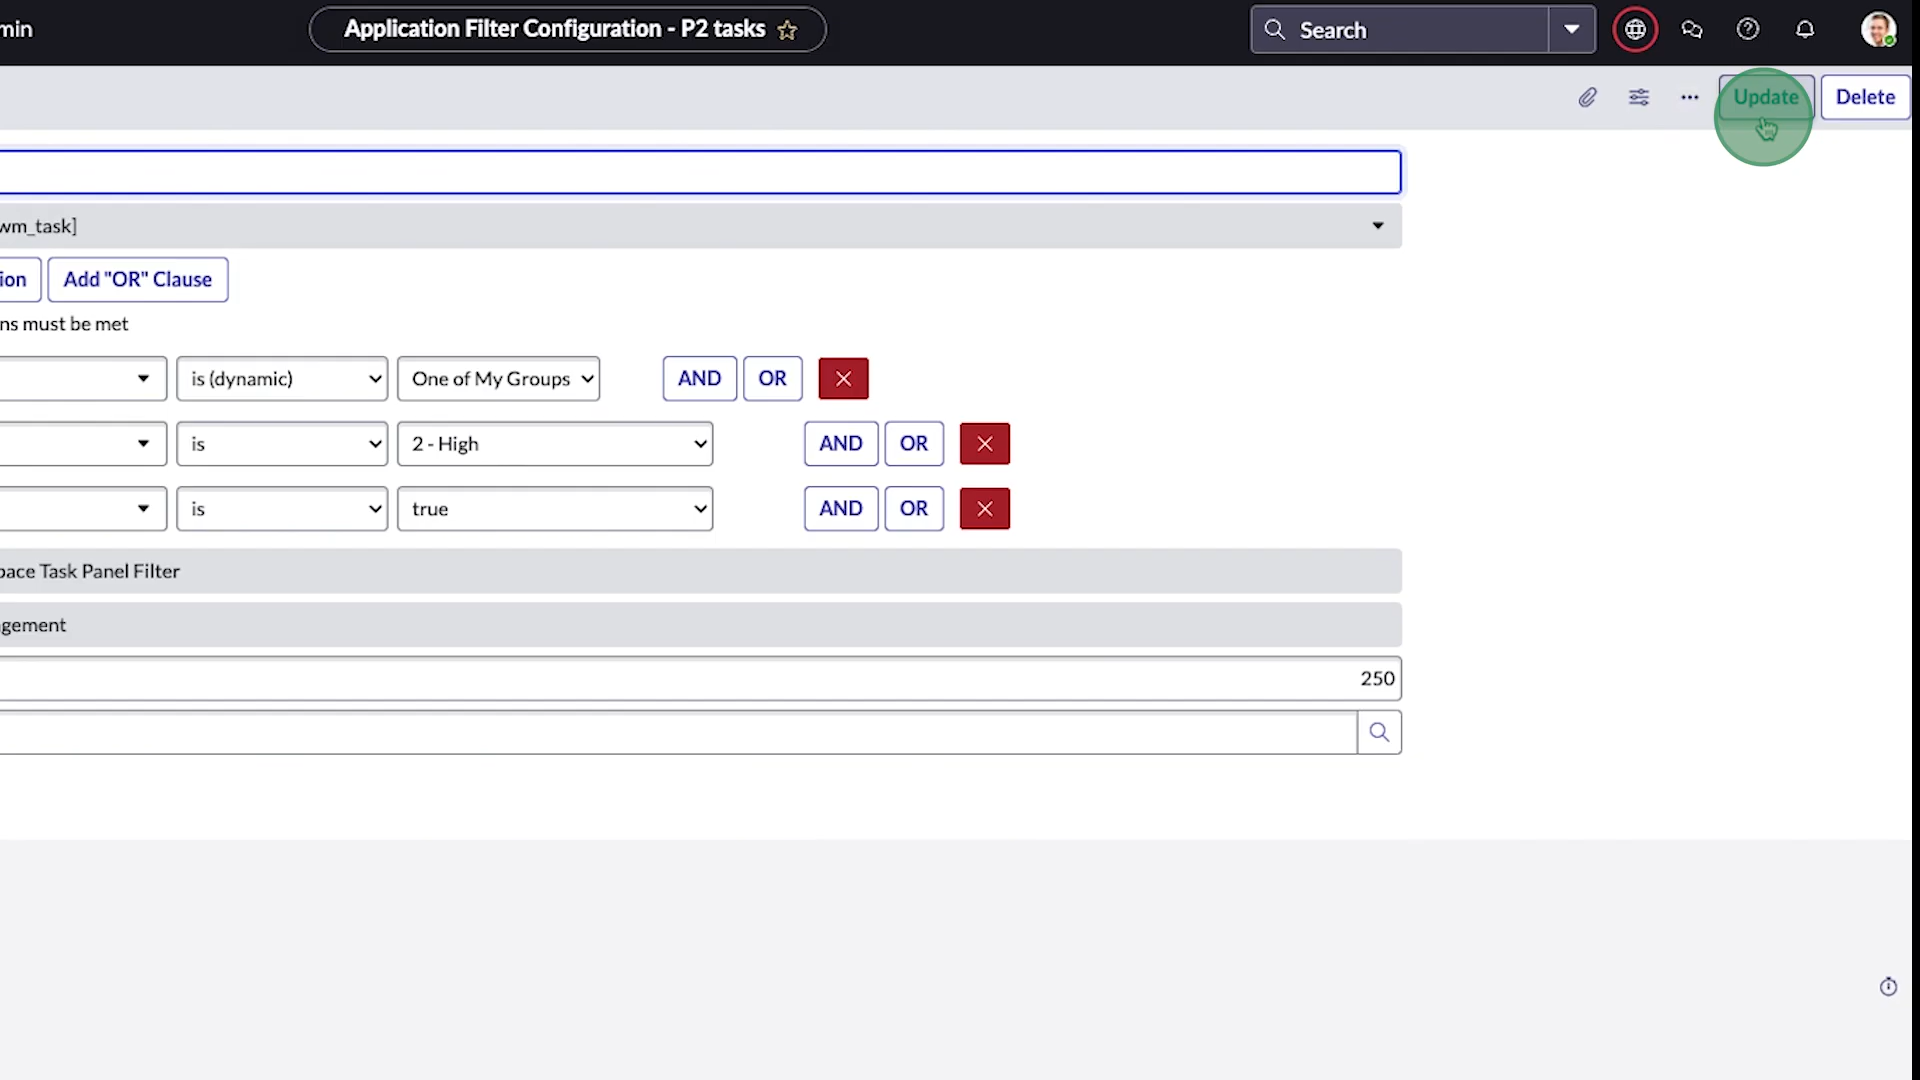 min
Application Filter Configuration - P2 tasks
Search
Update
Delete
wm_task]
ion
Add "OR" Clause
ns must be met
is (dynamic)
One of My Groups
AND
OR
is
2 - High
AND
OR
is
true
AND
OR
pace Task Panel Filter
gement
250